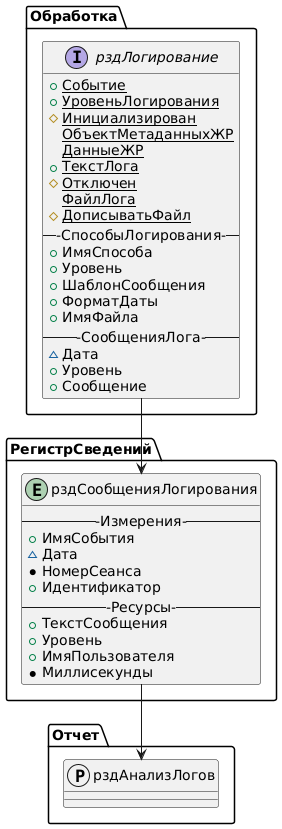 Обработка
I рздЛогирование
Событие
УровеньЛогирования
Инициализирован
ОбъектМетаданныхЖР
ДанныеЖР
ТекстЛога
Отключен
ФайлЛога
ДописыватьФайл
-СпособыЛогирования-
ИмяСпособа
Уровень
ШаблонСообщения
ФорматДаты
ИмяФайла
-СообщенияЛога-
Дата
Уровень
Сообщение
РегистрСведений
E рздСообщенияЛогирования
-Измерения-
ИмяСобытия
Дата
НомерСеанса
Идентификатор
-Ресурсы-
ТекстСообщения
Уровень
ИмяПользователя
Миллисекунды
Отчет
P рздАнализЛогов